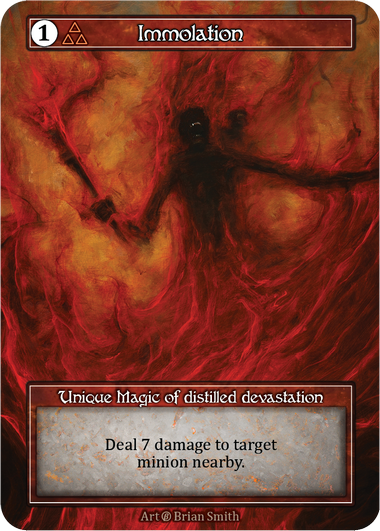 1
Immolation
Unique Magic of distilled devastation
Deal 7 damage to target
minion nearby.
Art @ Brian Smith